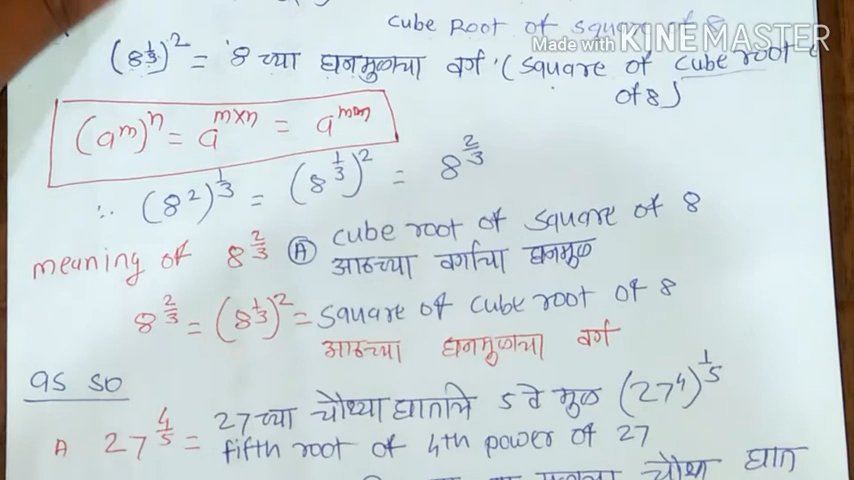 Cube Root of square of 8
Made with KINEMASTER
(8^{1/3})^2 = 8 च्या घनमुळाचा वर्ग (square of cube root of 8)
(a^m)^n = a^{m×n} = a^{mn}
∴ (8^2)^{1/3} = (8^{1/3})^2 = 8^{2/3}
meaning of 8^{2/3} Ⓐ cube root of square of 8
आठच्या वर्गाचा घनमुळ
8^{2/3} = (8^{1/3})^2 = square of cube root of 8
आठच्या घनमुळाचा वर्ग
as so
A 27^{4/5} = 27 च्या चौथ्या घाताचे 5 वे मुळ (27^4)^{1/5}
fifth root of 4th power of 27
चौथा घात